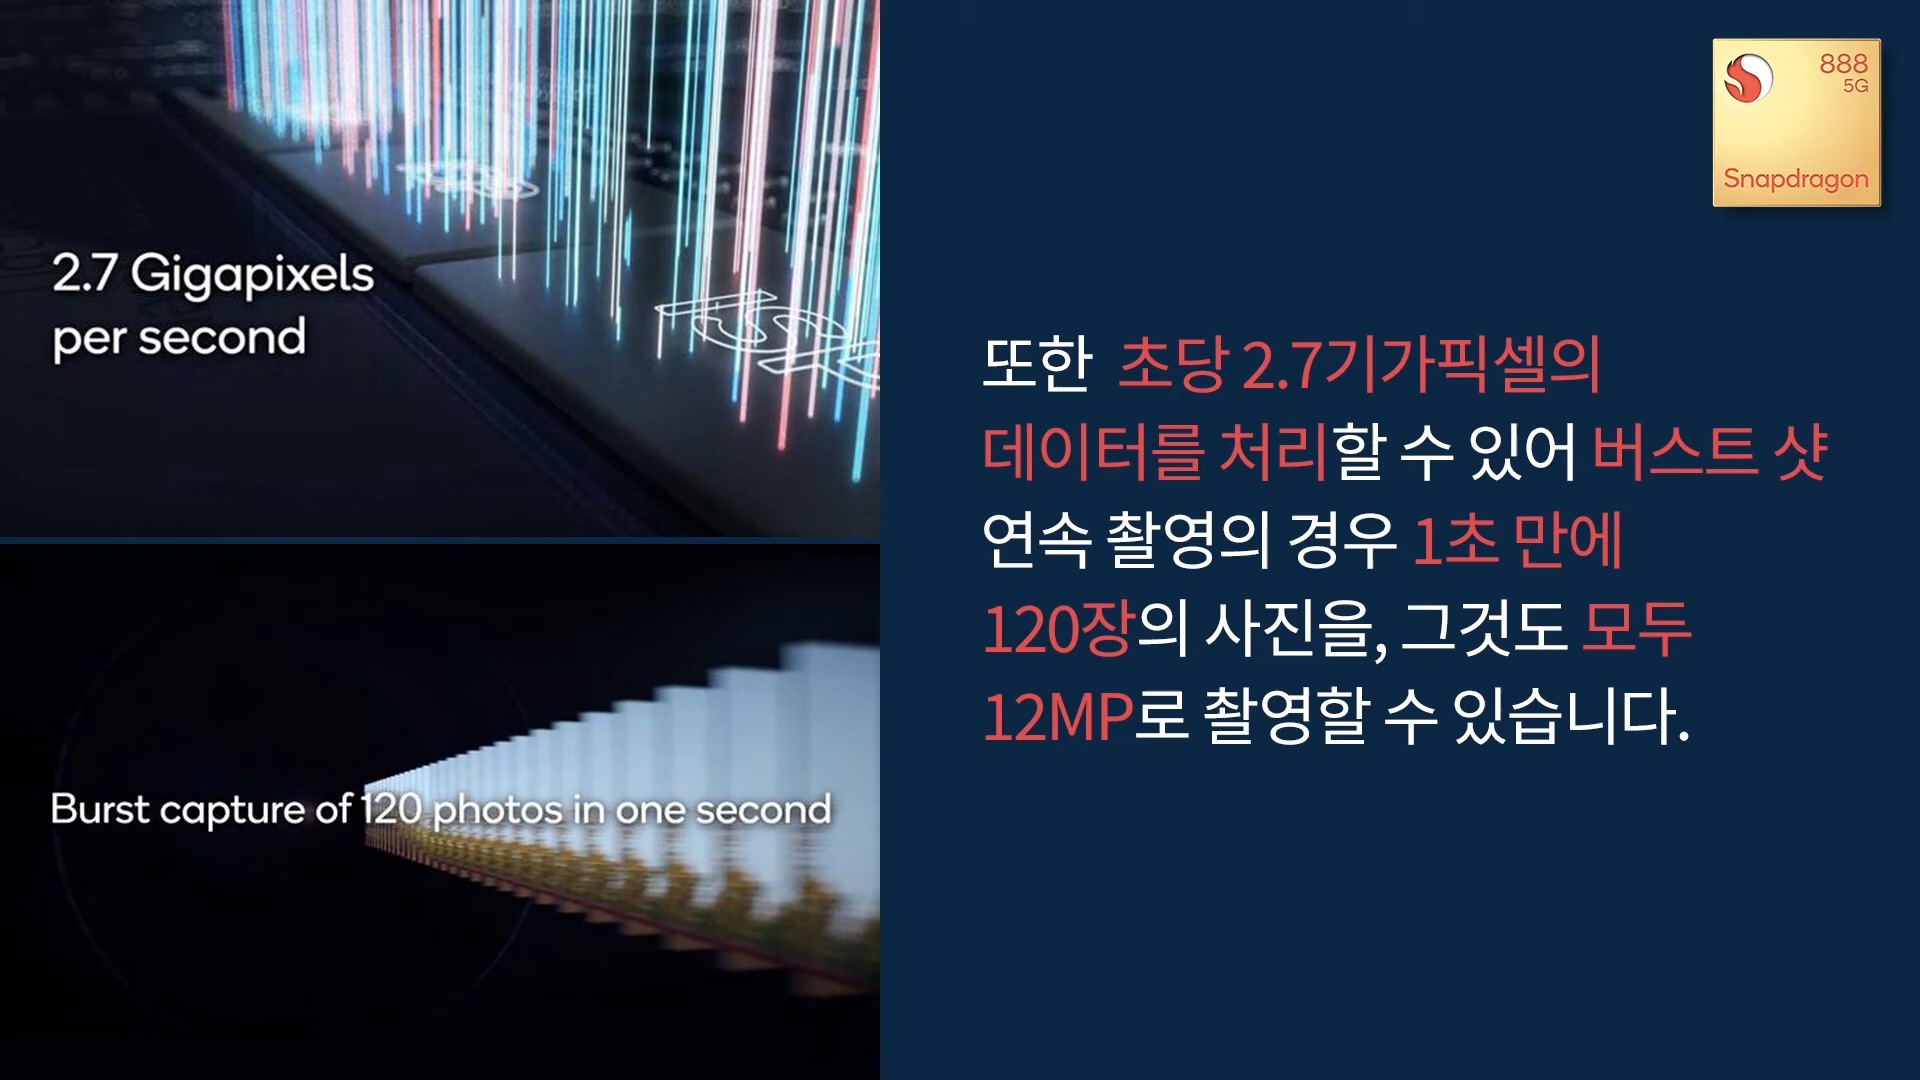 2.7 Gigapixels
per second
Burst capture of 120 photos in one second
888
5G
Snapdragon
또한 초당 2.7기가픽셀의
데이터를 처리할 수 있어 버스트 샷
연속 촬영의 경우 1초 만에
120장의 사진을, 그것도 모두
12MP로 촬영할 수 있습니다.